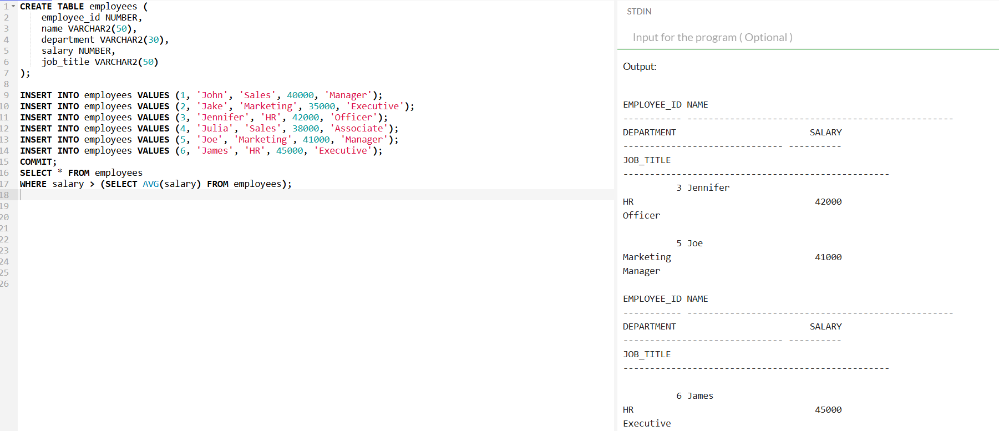 1 CREATE TABLE employees (
2     employee_id NUMBER,
3     name VARCHAR2(50),
4     department VARCHAR2(30),
5     salary NUMBER,
6     job_title VARCHAR2(50)
7 );
8
9 INSERT INTO employees VALUES (1, 'John', 'Sales', 40000, 'Manager');
10 INSERT INTO employees VALUES (2, 'Jake', 'Marketing', 35000, 'Executive');
11 INSERT INTO employees VALUES (3, 'Jennifer', 'HR', 42000, 'Officer');
12 INSERT INTO employees VALUES (4, 'Julia', 'Sales', 38000, 'Associate');
13 INSERT INTO employees VALUES (5, 'Joe', 'Marketing', 41000, 'Manager');
14 INSERT INTO employees VALUES (6, 'James', 'HR', 45000, 'Executive');
15 COMMIT;
16 SELECT * FROM employees
17 WHERE salary > (SELECT AVG(salary) FROM employees);
18
19
20
21
22
23
24
25
26
STDIN
Input for the program ( Optional )
Output:
EMPLOYEE_ID NAME
----------- --------------------------------------------------
DEPARTMENT                         SALARY
------------------------------ ----------
JOB_TITLE
--------------------------------------------------
          3 Jennifer
HR                                  42000
Officer
          5 Joe
Marketing                           41000
Manager
EMPLOYEE_ID NAME
----------- --------------------------------------------------
DEPARTMENT                         SALARY
------------------------------ ----------
JOB_TITLE
--------------------------------------------------
          6 James
HR                                  45000
Executive